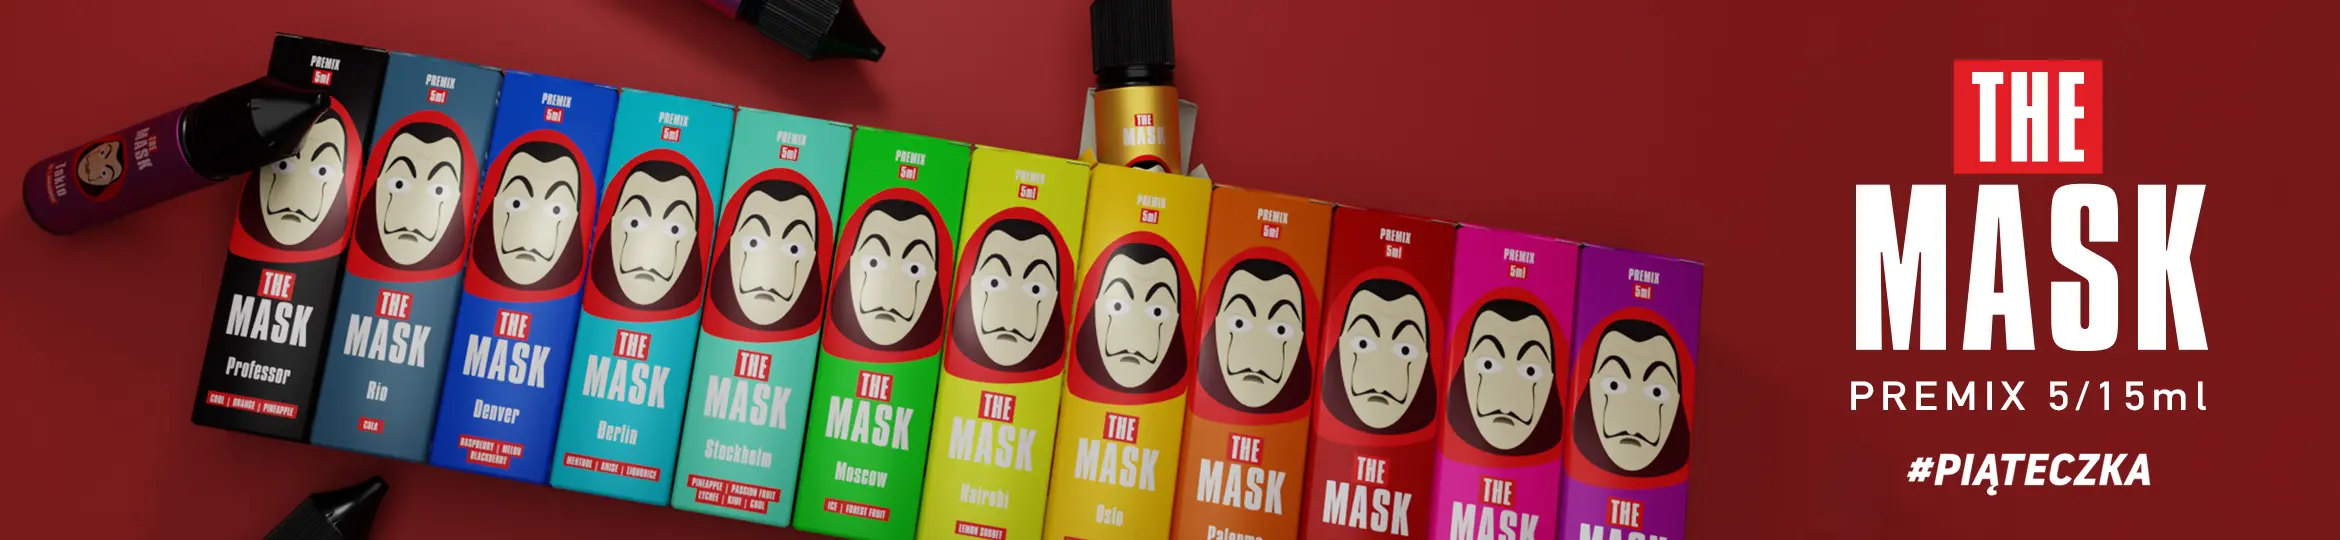 THE
MASK
Tokio
PREMIX
5ml
THE
MASK
Professor
COOL | ORANGE | PINEAPPLE
PREMIX
5ml
THE
MASK
Rio
COLA
PREMIX
5ml
THE
MASK
Denver
RASPBERRY | MELON
BLACKBERRY
PREMIX
5ml
THE
MASK
Berlin
MENTHOL | ANISE | LIQUORICE
PREMIX
5ml
THE
MASK
Stockholm
PINEAPPLE | PASSION FRUIT
LYCHEE | KIWI | COOL
PREMIX
5ml
THE
MASK
Moscow
ICE | FOREST FRUIT
PREMIX
5ml
THE
MASK
Nairobi
LEMON SORBET
THE
MASK
PREMIX
5ml
THE
MASK
Oslo
PREMIX
5ml
THE
MASK
Palermo
PREMIX
5ml
THE
MASK
PREMIX
5ml
THE
MASK
PREMIX
5ml
THE
MASK
THE
MASK
PREMIX 5/15ml
#PIĄTECZKA